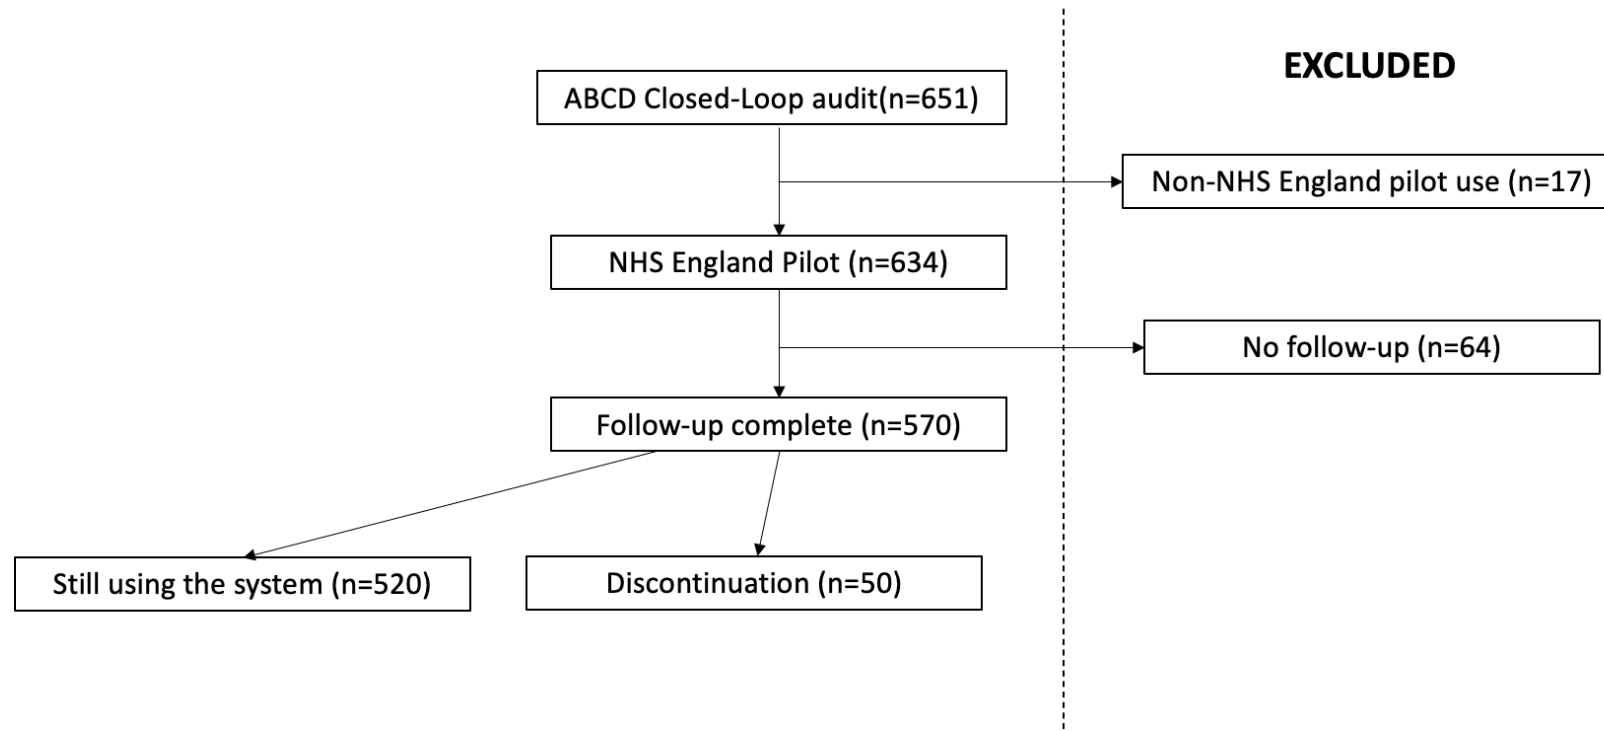 EXCLUDED
ABCD Closed-Loop audit(n=651)
Non-NHS England pilot use (n=17)
NHS England Pilot (n=634)
No follow-up (n=64)
Follow-up complete (n=570)
Still using the system (n=520)
Discontinuation (n=50)